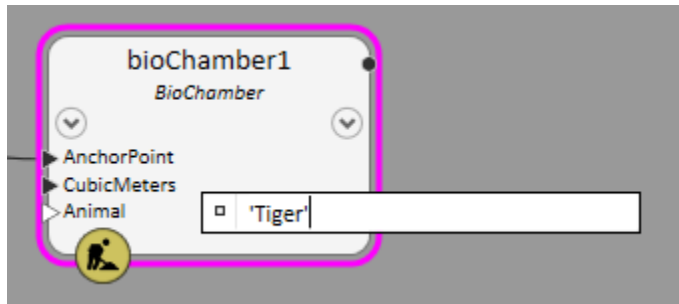 bioChamber1
BioChamber
AnchorPoint
CubicMeters
Animal
'Tiger'